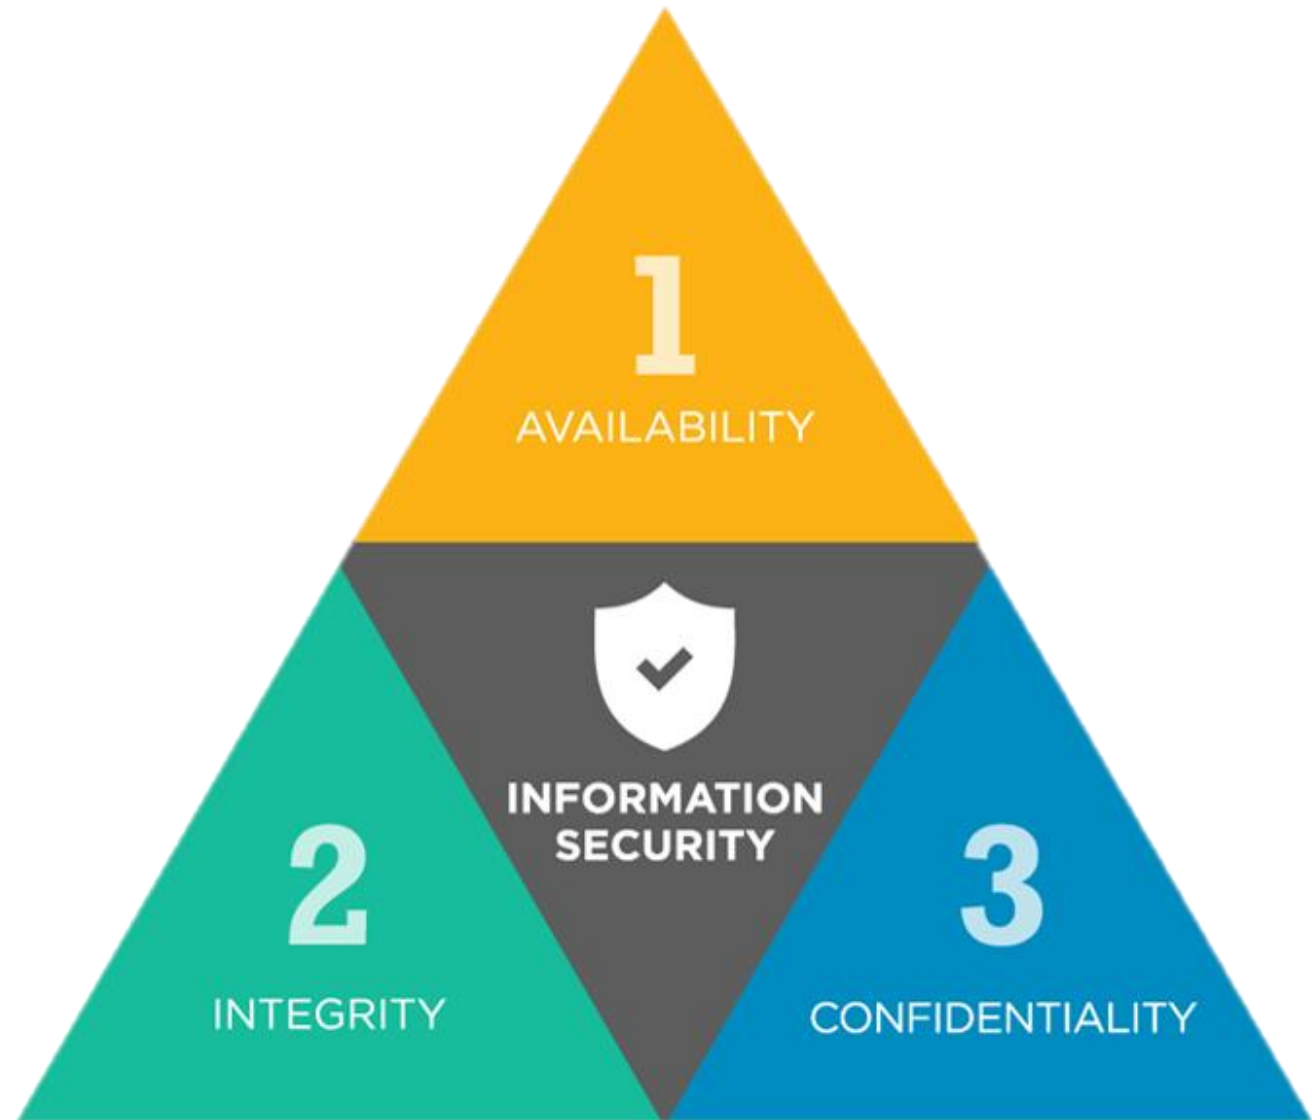 1
AVAILABILITY
INFORMATION
SECURITY
2
INTEGRITY
3
CONFIDENTIALITY